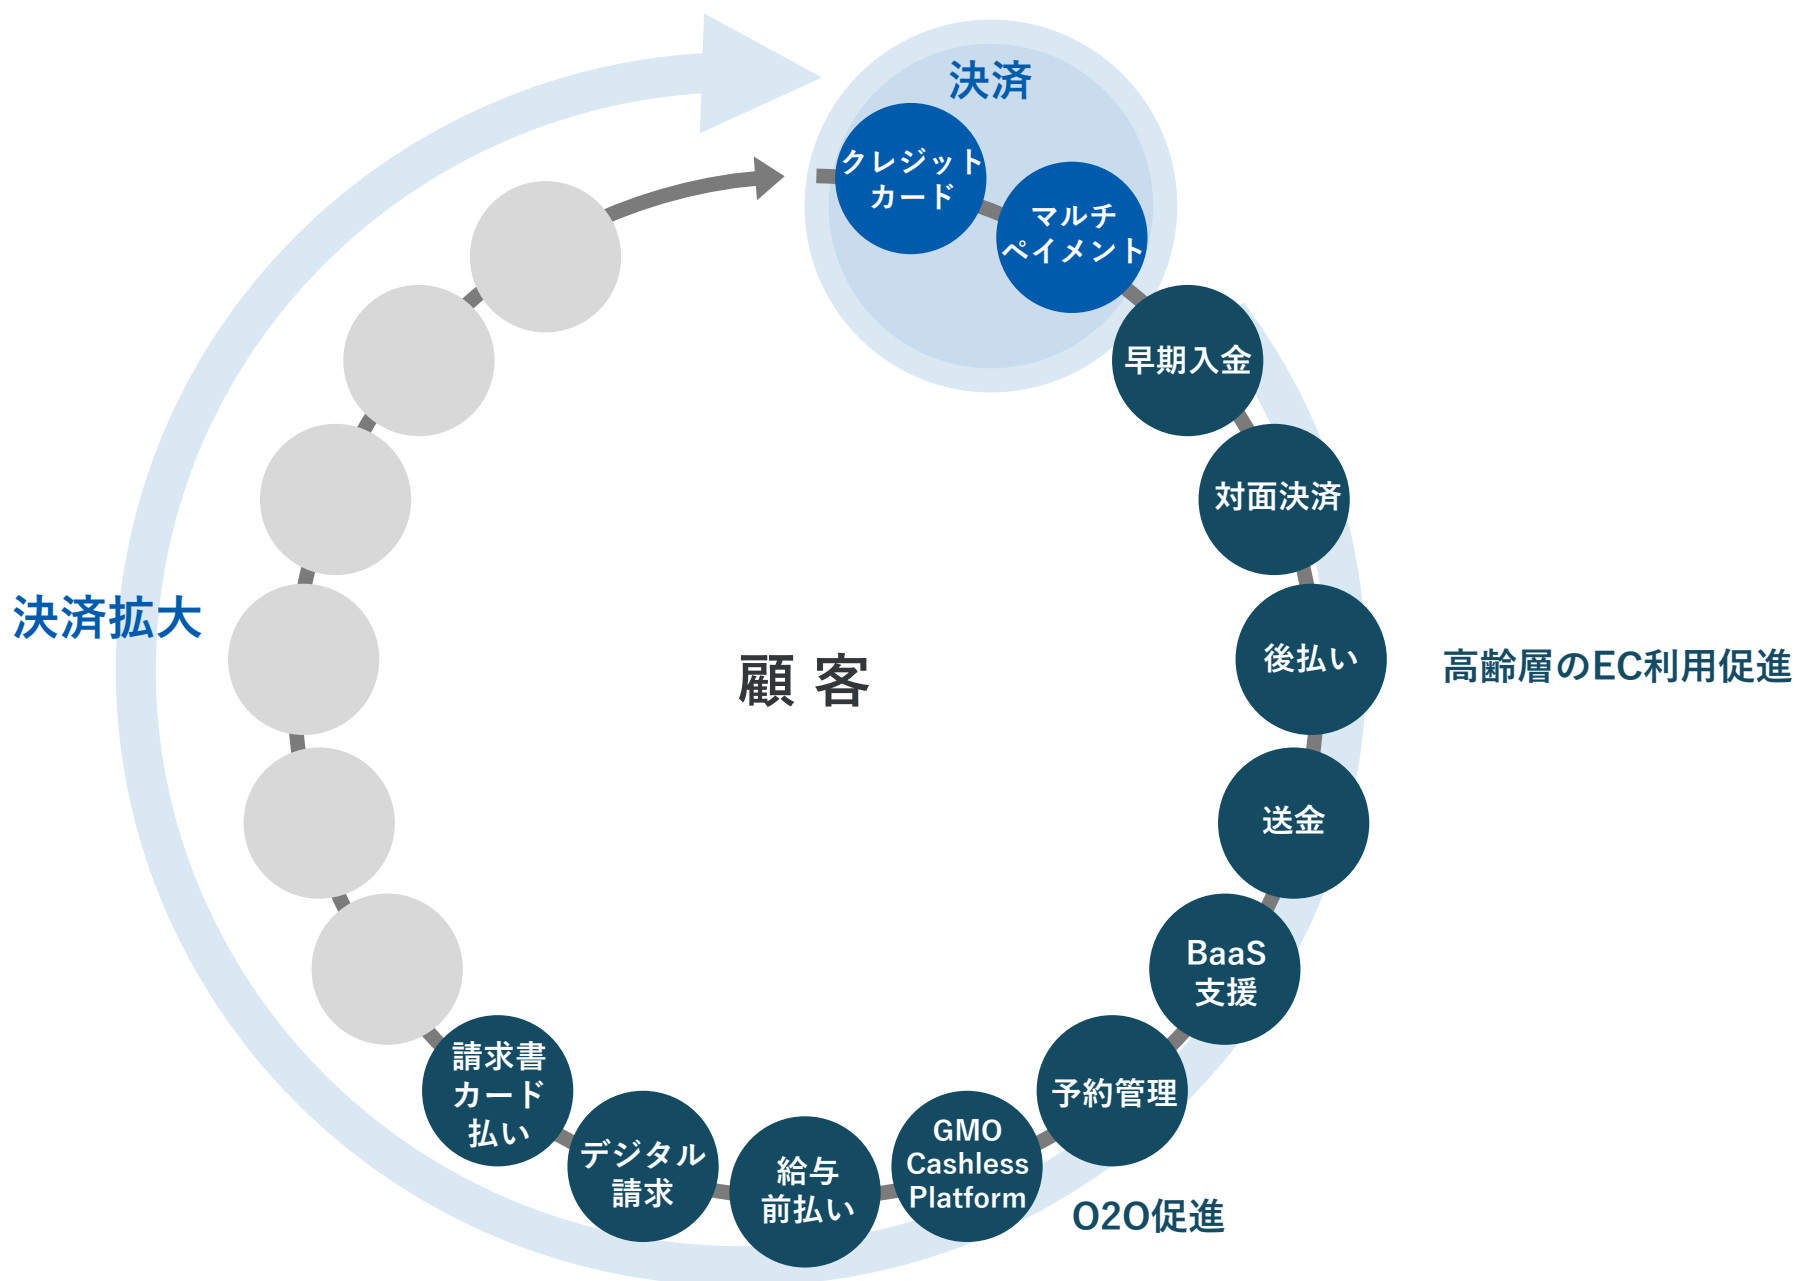 決済
クレジット
カード
マルチ
ペイメント
早期入金
対面決済
後払い
高齢層のEC利用促進
送金
BaaS
支援
予約管理
O2O促進
GMO
Cashless
Platform
給与
前払い
デジタル
請求
請求書
カード
払い
決済拡大
顧客